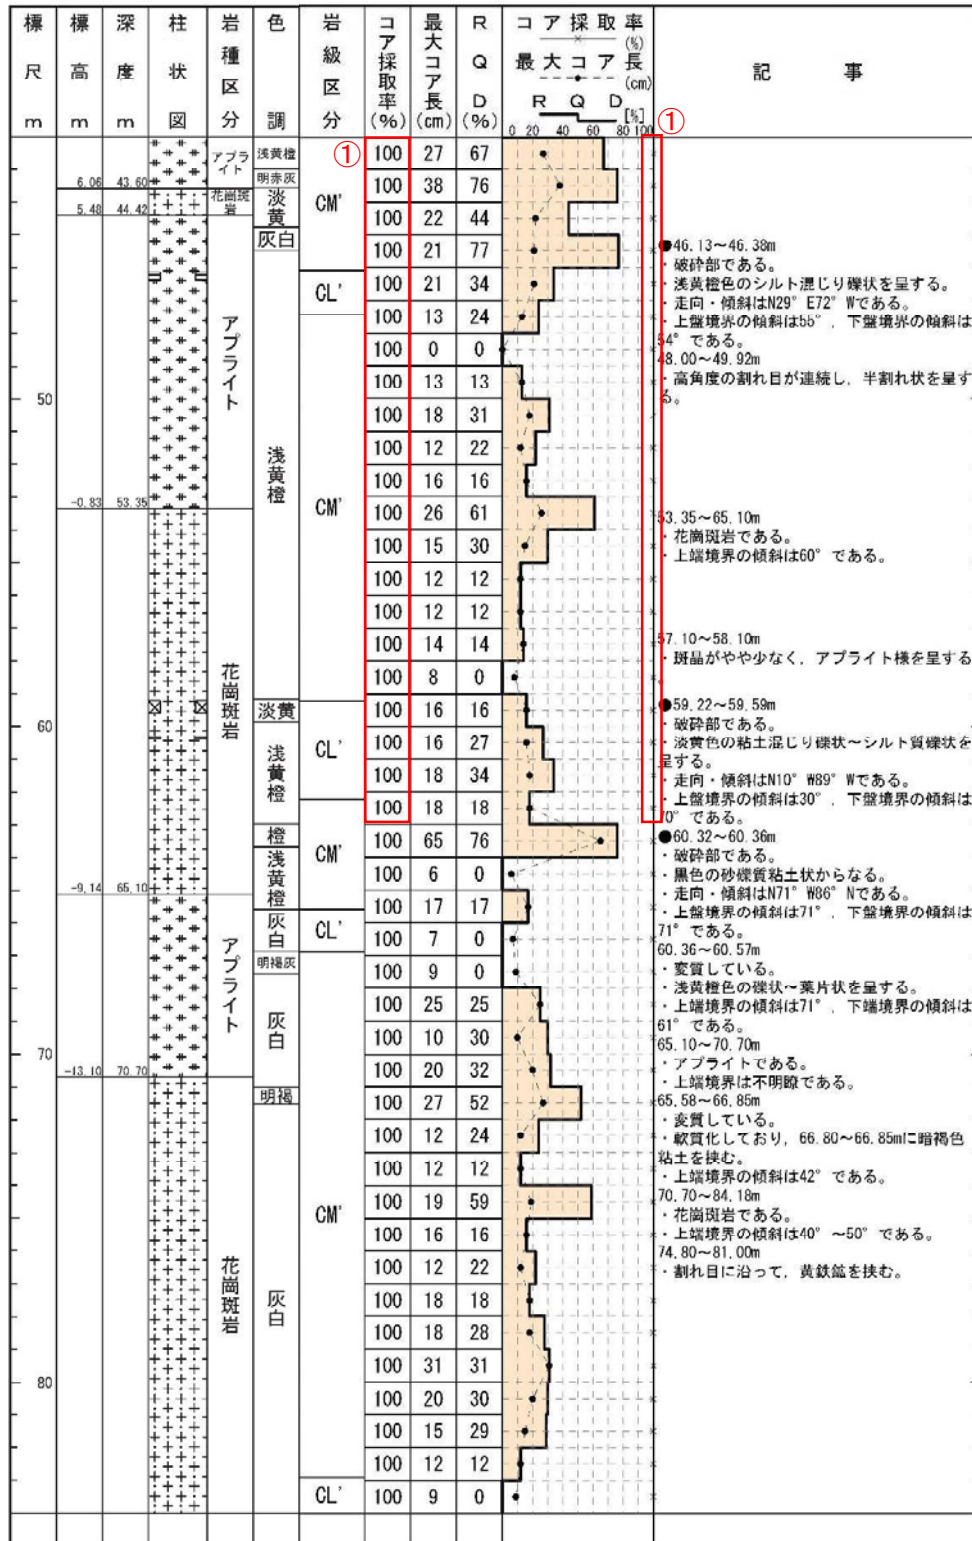 標尺m
標高m
深度m
柱状図
岩種区分
色調
岩級区分
コア採取率(%)
最大コア長(cm)
RQD(%)
コア採取率(%)
最大コア長(cm)
RQD[%]
0 20 40 60 80 100
記事
①
①
アプライト 浅黄橙 100 27 67
明赤灰 100 38 76
6.06 43.60
花崗斑岩 淡黄 CM' 100 22 44
5.48 44.42
灰白 100 21 77
CL' 100 21 34
100 13 24
アプライト 100 0 0
100 13 13
50 100 18 31
100 12 22
浅黄橙 100 16 16
-0.83 53.35 CM' 100 26 61
100 15 30
100 12 12
100 12 12
100 14 14
花崗斑岩 100 8 0
60 淡黄 100 16 16
CL' 100 16 27
浅黄橙 100 18 34
100 18 18
橙 CM' 100 65 76
浅黄橙 100 6 0
-9.14 65.10
100 17 17
灰白 CL' 100 7 0
アプライト 明褐灰 100 9 0
100 25 25
灰白 100 10 30
70 100 20 32
-13.10 70.70
明褐 100 27 52
100 12 24
100 12 12
CM' 100 19 59
100 16 16
花崗斑岩 100 12 22
灰白 100 18 18
100 18 28
100 31 31
80 100 20 30
100 15 29
100 12 12
CL' 100 9 0
●46.13~46.38m
・破砕部である。
・浅黄橙色のシルト混じり礫状を呈する。
・走向・傾斜はN29°E72°Wである。
・上盤境界の傾斜は55°, 下盤境界の傾斜は
54°である。
48.00~49.92m
・高角度の割れ目が連続し, 半割れ状を呈す
る。
53.35~65.10m
・花崗斑岩である。
・上端境界の傾斜は60°である。
57.10~58.10m
・斑晶がやや少なく, アプライト様を呈する
。
●59.22~59.59m
・破砕部である。
・淡黄色の粘土混じり礫状~シルト質礫状を
呈する。
・走向・傾斜はN10°W89°Wである。
・上盤境界の傾斜は30°, 下盤境界の傾斜は
70°である。
●60.32~60.36m
・破砕部である。
・黒色の砂礫質粘土状からなる。
・走向・傾斜はN71°W86°Nである。
・上盤境界の傾斜は71°, 下盤境界の傾斜は
71°である。
60.36~60.57m
・変質している。
・浅黄橙色の礫状~葉片状を呈する。
・上端境界の傾斜は71°, 下端境界の傾斜は
61°である。
65.10~70.70m
・アプライトである。
・上端境界は不明瞭である。
65.58~66.85m
・変質している。
・軟質化しており, 66.80~66.85mに暗褐色
粘土を挟む。
・上端境界の傾斜は42°である。
70.70~84.18m
・花崗斑岩である。
・上端境界の傾斜は40°~50°である。
74.80~81.00m
・割れ目に沿って, 黄鉄鉱を挟む。